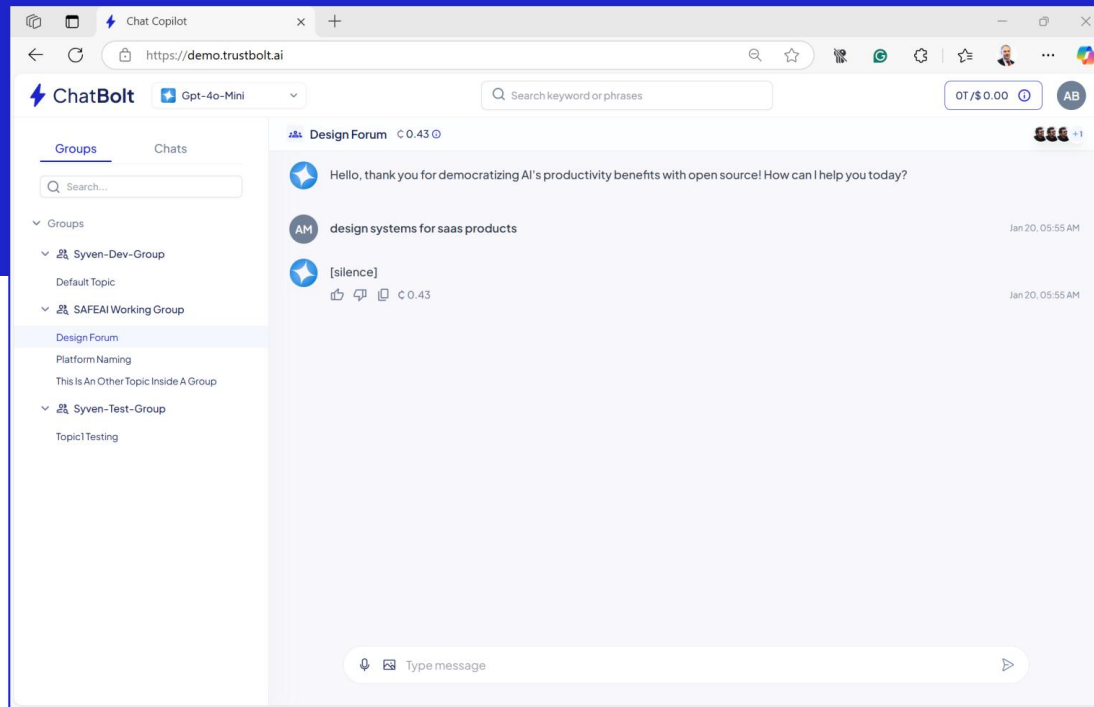 Chat Copilot
https://demo.trustbolt.ai
ChatBolt
Gpt-4o-Mini
Search keyword or phrases
0T/$0.00
AB
Groups
Chats
Design Forum
₵ 0.43
+1
Search...
Hello, thank you for democratizing AI's productivity benefits with open source! How can I help you today?
Groups
AM
design systems for saas products
Jan 20, 05:55 AM
Syven-Dev-Group
Default Topic
[silence]
₵ 0.43
Jan 20, 05:55 AM
SAFEAI Working Group
Design Forum
Platform Naming
This Is An Other Topic Inside A Group
Syven-Test-Group
Topic1 Testing
Type message